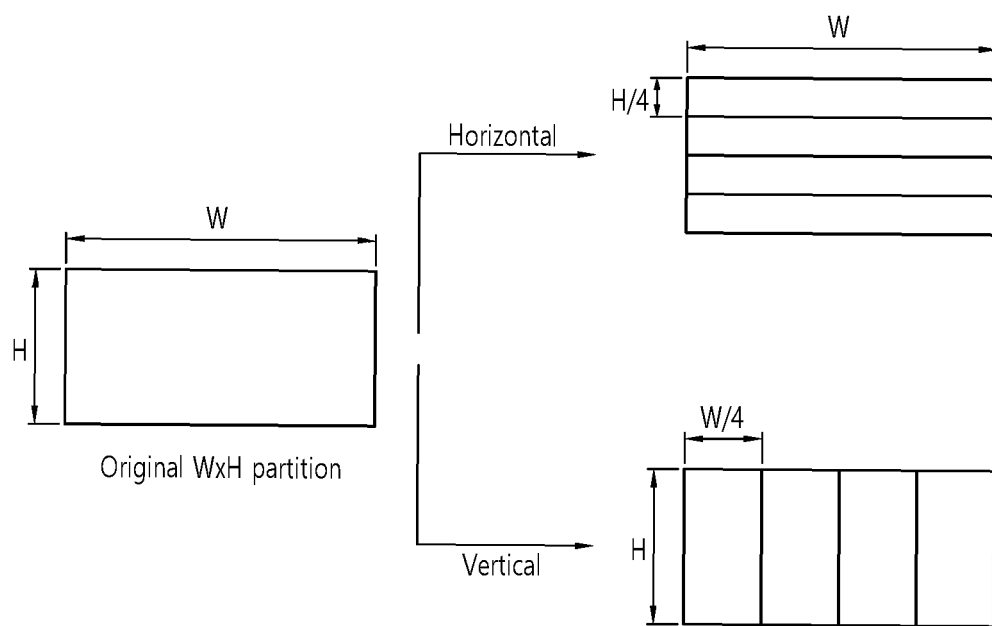 W
H
Original WxH partition
Horizontal
W
H/4
Vertical
W/4
H